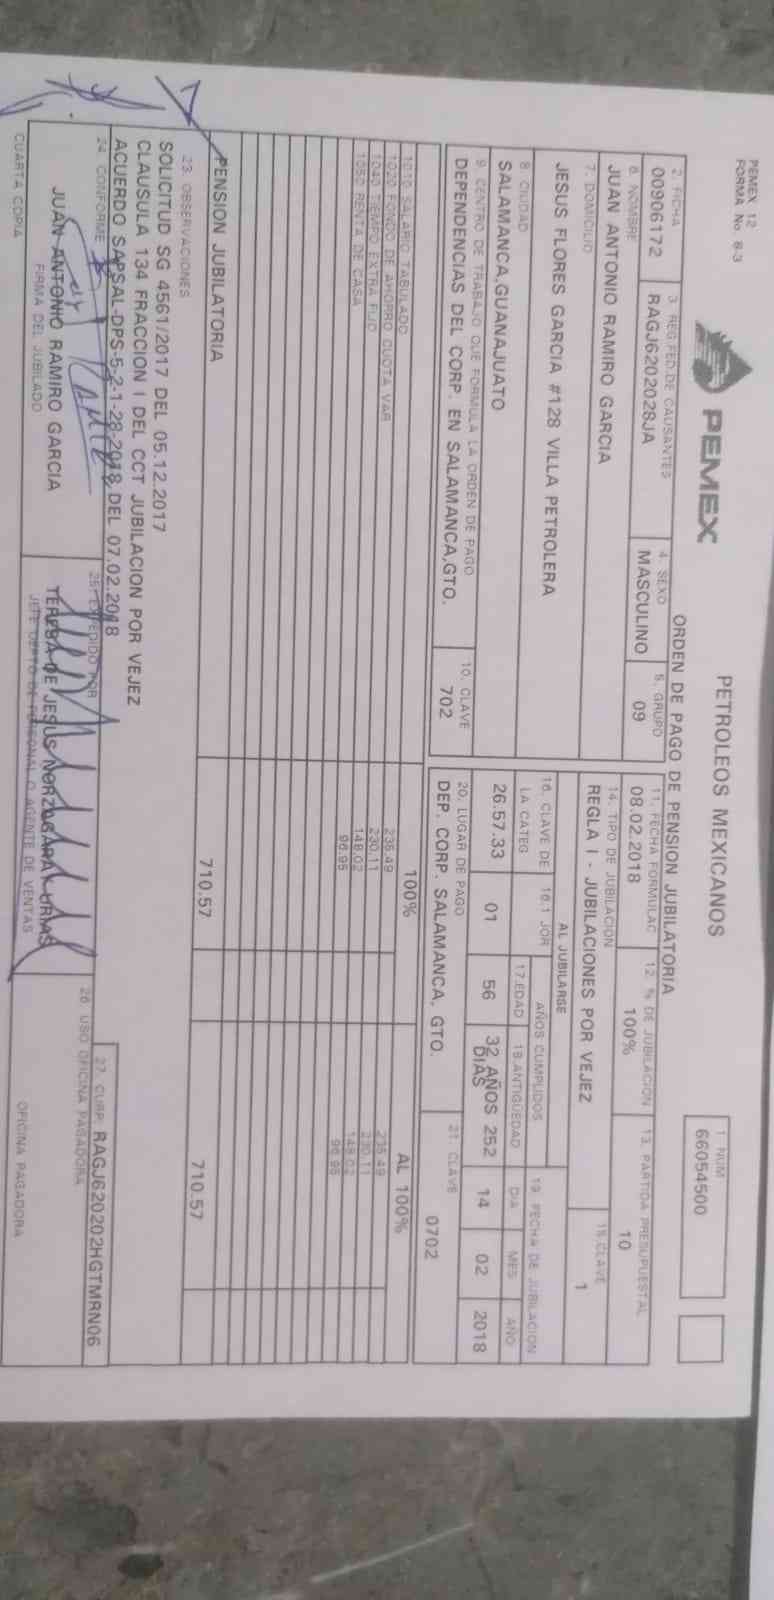 PEMEX 12
FORMA No. 8-3
PEMEX
PETROLEOS MEXICANOS
ORDEN DE PAGO DE PENSION JUBILATORIA
1. NUM
66054500
2. FICHA
00906172
3. REG.FED.DE CAUSANTES
RAGJ6202028JA
4. SEXO
MASCULINO
5. GRUPO
09
6. NOMBRE
JUAN ANTONIO RAMIRO GARCIA
7. DOMICILIO
JESUS FLORES GARCIA #128 VILLA PETROLERA
8. CIUDAD
SALAMANCA,GUANAJUATO
9. CENTRO DE TRABAJO QUE FORMULA LA ORDEN DE PAGO
DEPENDENCIAS DEL CORP. EN SALAMANCA,GTO.
10. CLAVE
702
11. FECHA FORMULAC
08.02.2018
12. % DE JUBILACION
100%
13. PARTIDA PRESUPUESTAL
10
14. TIPO DE JUBILACION
REGLA I - JUBILACIONES POR VEJEZ
15.CLAVE
1
AL JUBILARSE
16. CLAVE DE LA CATEG
26.57.33
16.1 JOR
01
AÑOS CUMPLIDOS
17.EDAD
56
18.ANTIGUEDAD
32 AÑOS 252
DIAS
19. FECHA DE JUBILACION
DIA MES AÑO
14 02 2018
20. LUGAR DE PAGO
DEP. CORP. SALAMANCA, GTO.
21. CLAVE
0702
100% AL 100%
1010 SALARIO TABULADO 235.49 235.49
1020 FONDO DE AHORRO CUOTA VAR 230.11 230.11
1040 TIEMPO EXTRA FIJO 148.02 148.02
1050 RENTA DE CASA 96.95 96.95
PENSION JUBILATORIA 710.57 710.57
23. OBSERVACIONES
SOLICITUD SG 4561/2017 DEL 05.12.2017
CLAUSULA 134 FRACCION I DEL CCT JUBILACION POR VEJEZ
ACUERDO SAPSAL-DPS-5-2-1-28-2018 DEL 07.02.2018
24. CONFORME
JUAN ANTONIO RAMIRO GARCIA
FIRMA DEL JUBILADO
25. EXPEDIDO POR
TERESA DE JESUS NORZAGARAY URIAS
JEFE DEPTO DE PERSONAL O AGENTE DE VENTAS
26. USO OFICINA PAGADORA
27. CURP: RAGJ620202HGTMRN06
OFICINA PAGADORA
CUARTA COPIA